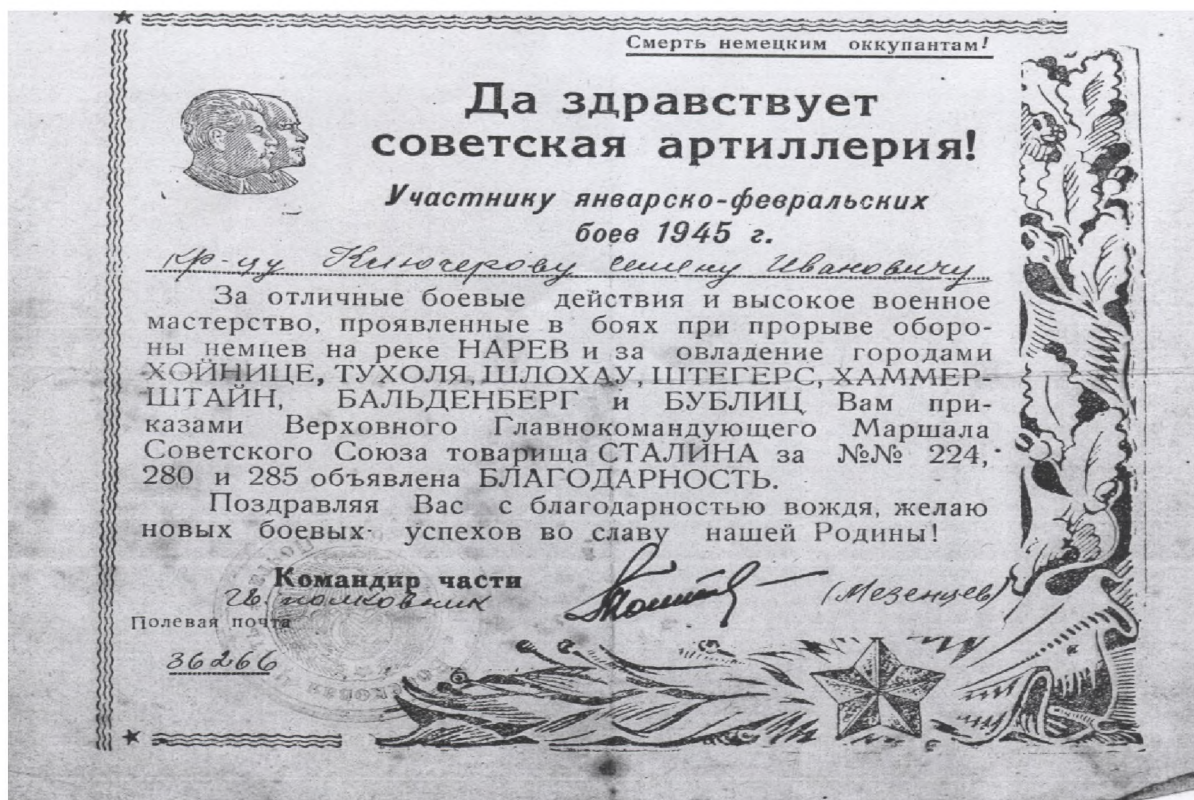 Смерть немецким оккупантам!
Да здравствует
советская артиллерия!
Участнику январско-февральских
боев 1945 г.
кр-цу Ключерову Семену Ивановичу
За отличные боевые действия и высокое военное
мастерство, проявленные в боях при прорыве оборо-
ны немцев на реке НАРЕВ и за овладение городами
ХОЙНИЦЕ, ТУХОЛЯ, ШЛОХАУ, ШТЕГЕРС, ХАММЕР-
ШТАЙН, БАЛЬДЕНБЕРГ и БУБЛИЦ Вам при-
казами Верховного Главнокомандующего Маршала
Советского Союза товарища СТАЛИНА за №№ 224,
280 и 285 объявлена БЛАГОДАРНОСТЬ.
Поздравляя Вас с благодарностью вождя, желаю
новых боевых успехов во славу нашей Родины!
Командир части
Гв. полковник
(Мезенцев)
Полевая почта
36266